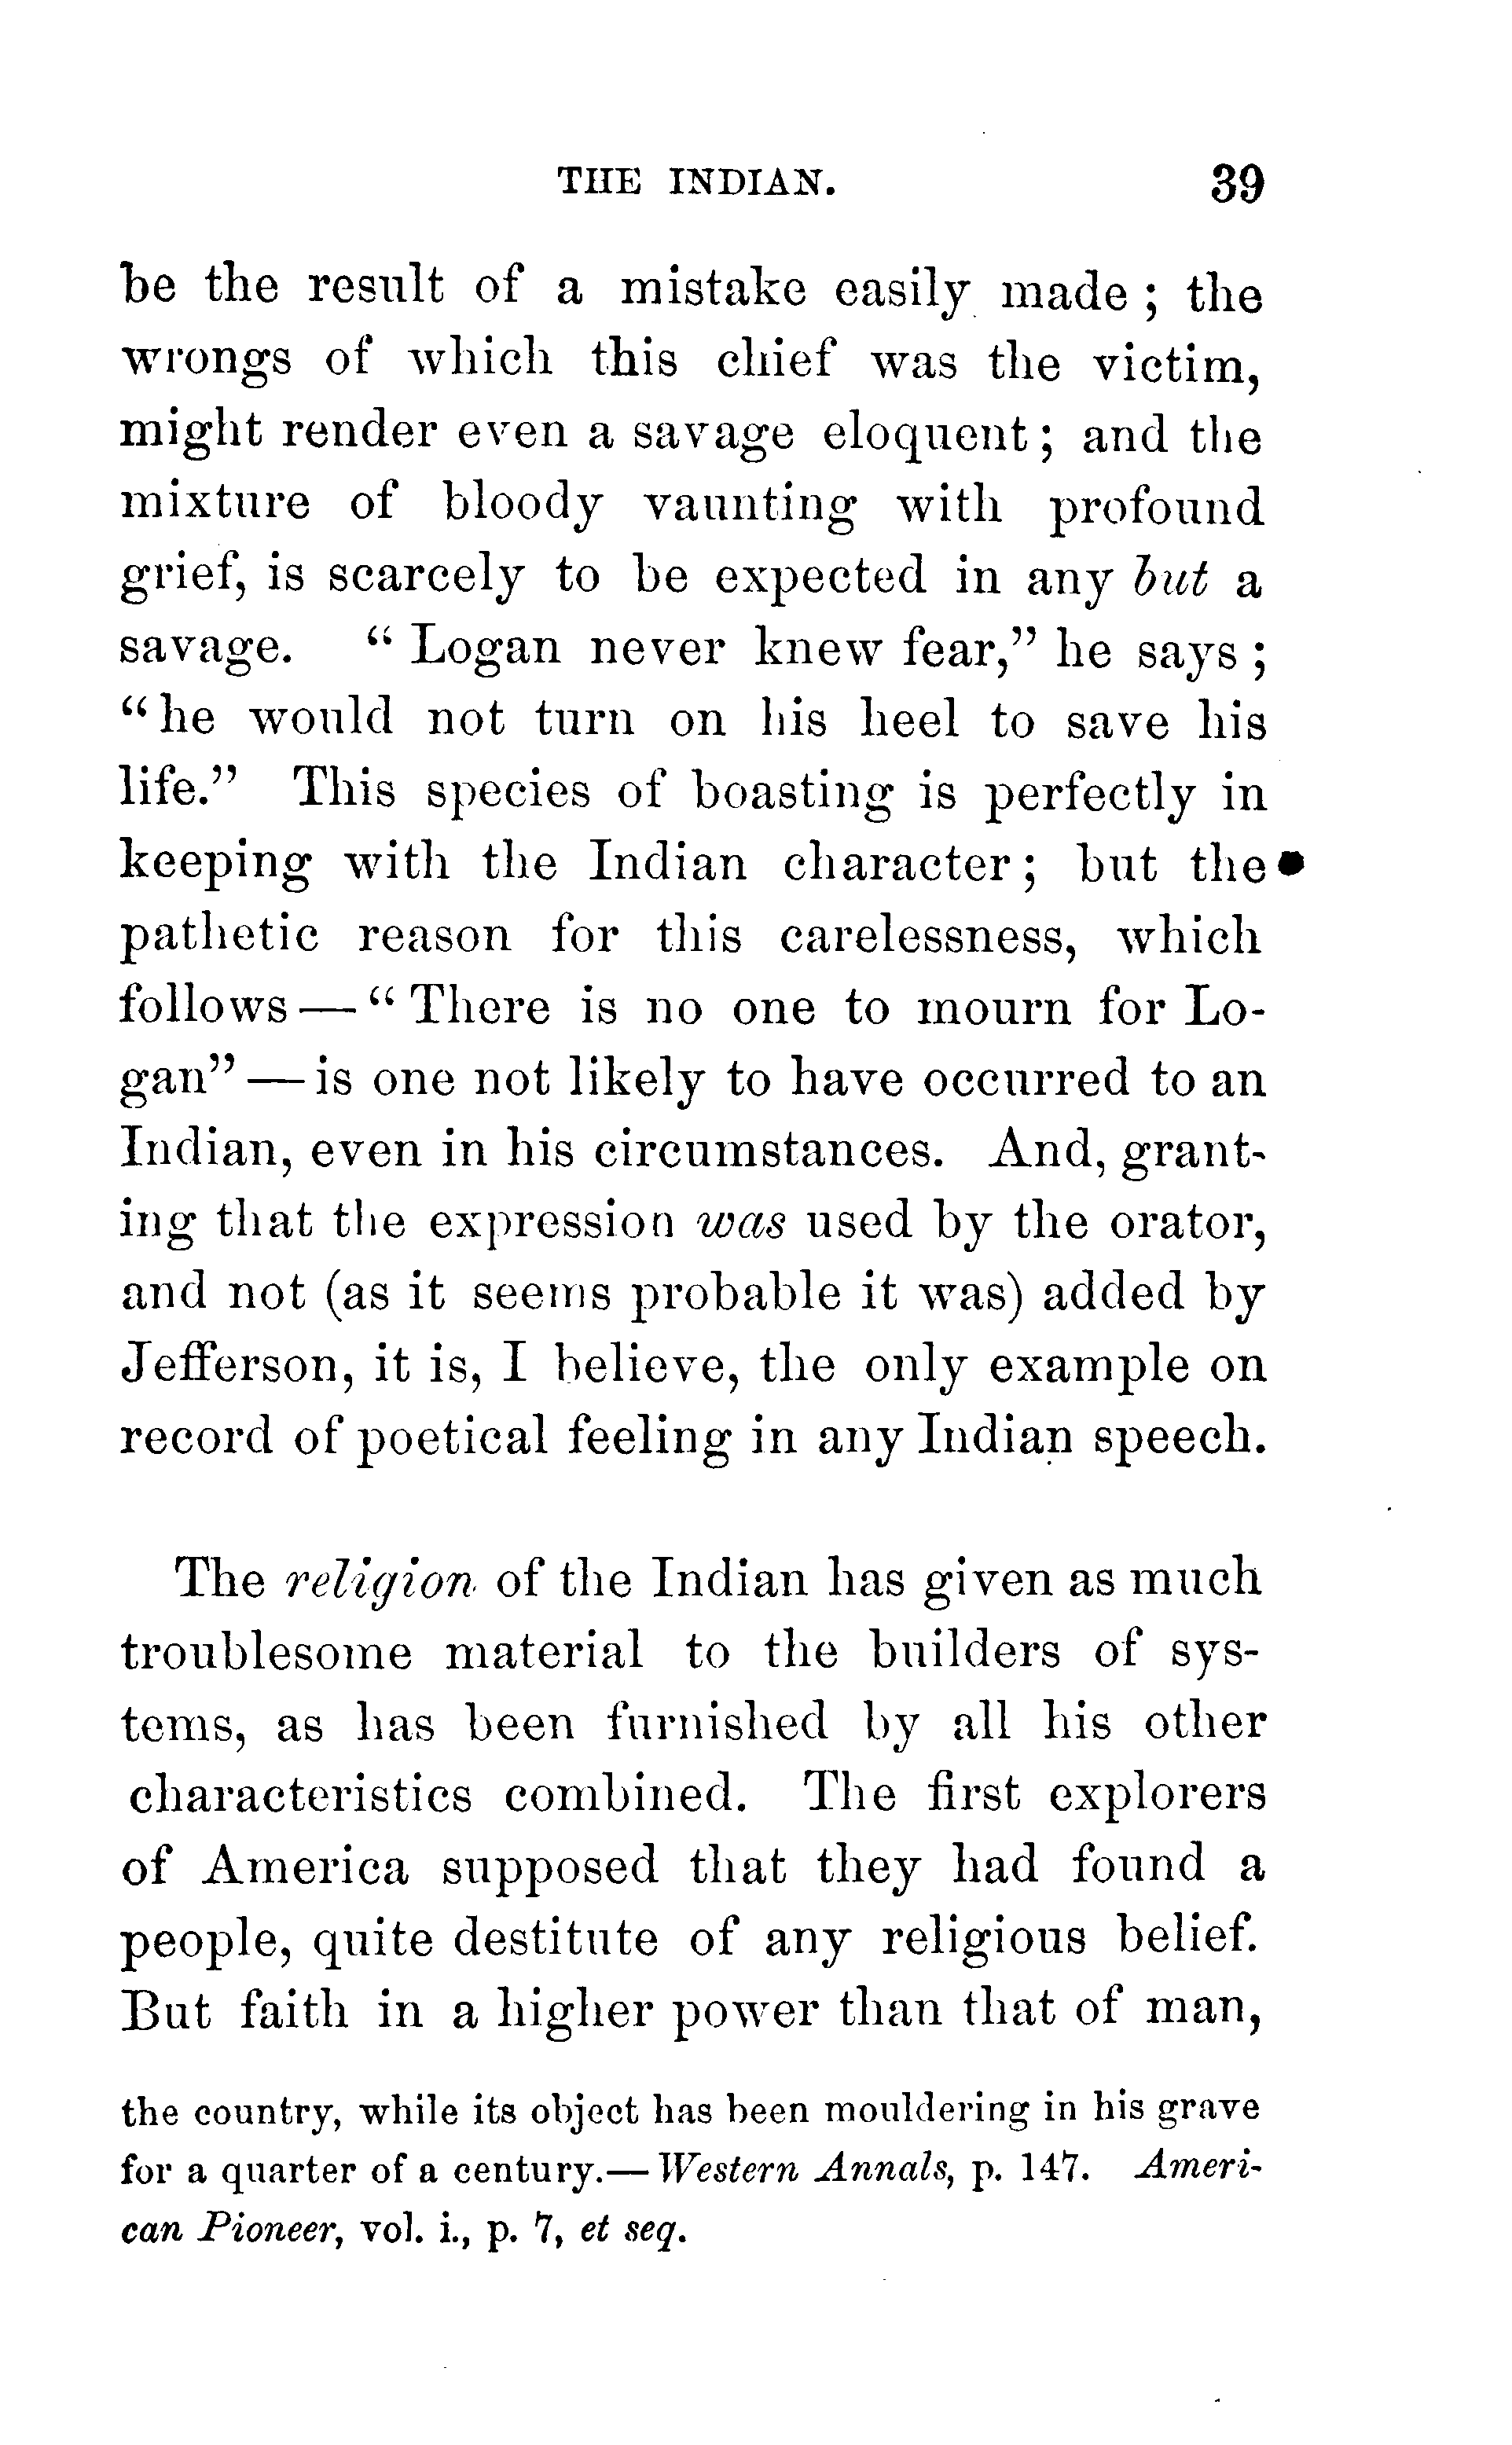 THE INDIAN. 39
be the result of a mistake easily made ; the
wrongs of which this chief was the victim,
might render even a savage eloquent ; and the
mixture of bloody vaunting with profound
grief, is scarcely to be expected in any but a
savage. “ Logan never knew fear,” he says ;
“ he would not turn on his heel to save his
life.” This species of boasting is perfectly in
keeping with the Indian character ; but the
pathetic reason for this carelessness, which
follows — “ There is no one to mourn for Lo-
gan” — is one not likely to have occurred to an
Indian, even in his circumstances. And, grant-
ing that the expression was used by the orator,
and not (as it seems probable it was) added by
Jefferson, it is, I believe, the only example on
record of poetical feeling in any Indian speech.
The religion of the Indian has given as much
troublesome material to the builders of sys-
tems, as has been furnished by all his other
characteristics combined. The first explorers
of America supposed that they had found a
people, quite destitute of any religious belief.
But faith in a higher power than that of man,
the country, while its object has been mouldering in his grave
for a quarter of a century.— Western Annals, p. 147. Ameri-
can Pioneer, vol. i., p. 7, et seq.